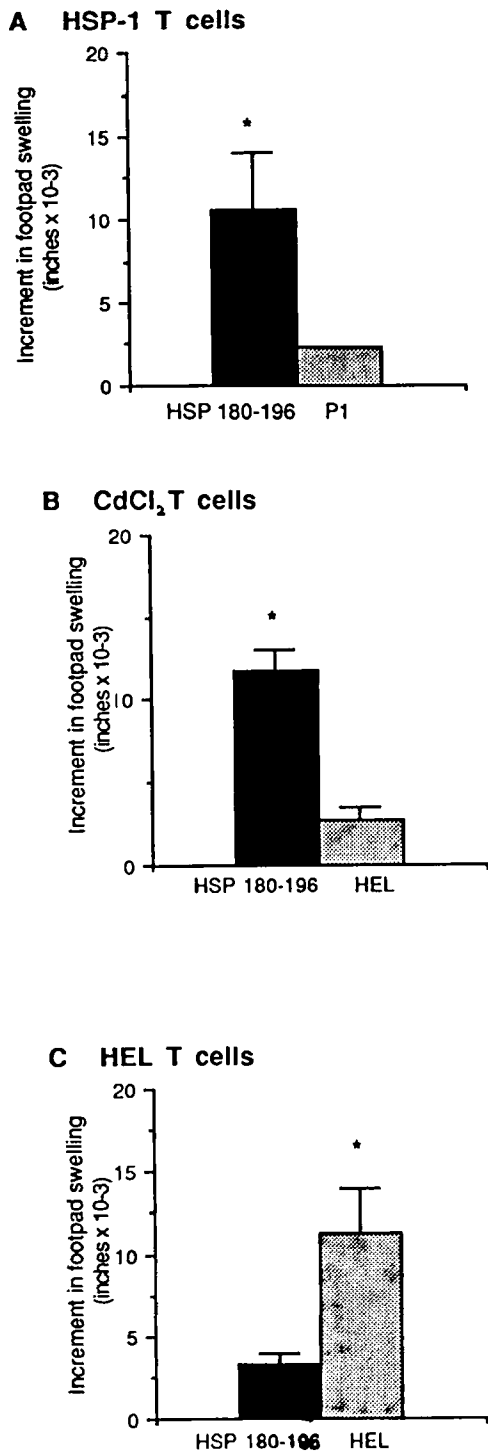 A HSP-1 T cells
Increment in footpad swelling
(inches x 10-3)
20
15
10
5
0
*
HSP 180-196 P1
B CdCl₂ T cells
Increment in footpad swelling
(inches x 10-3)
20
10
0
*
HSP 180-196 HEL
C HEL T cells
Increment in footpad swelling
(inches x 10-3)
20
15
10
5
0
*
HSP 180-196 HEL